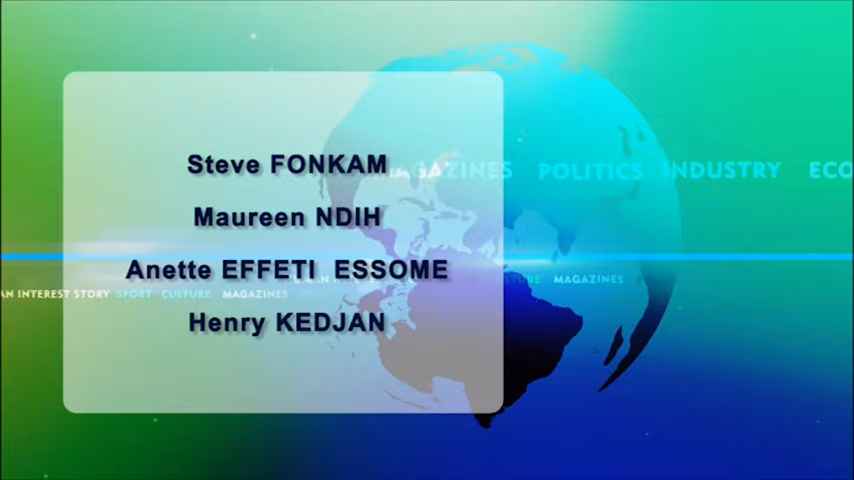 Steve FONKAM
Maureen NDIH
Anette EFFETI ESSOME
Henry KEDJAN
MAGAZINES POLITICS INDUSTRY ECO
AN INTEREST STORY SPORT CULTURE MAGAZINES
MAGAZINES